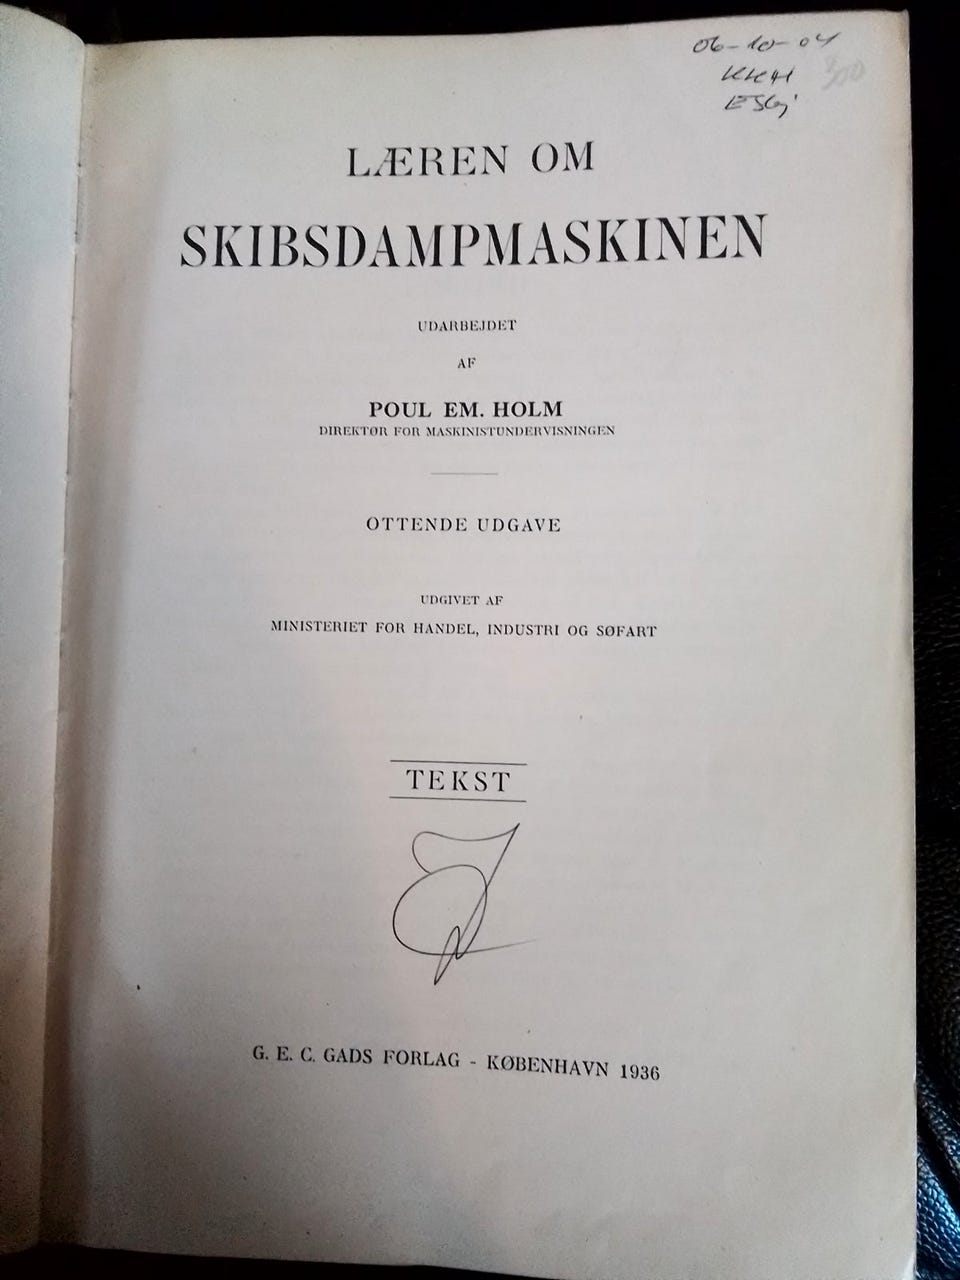 06-10-04
LÆREN OM
SKIBSDAMPMASKINEN
UDARBEJDET
AF
POUL EM. HOLM
DIREKTØR FOR MASKINISTUNDERVISNINGEN
OTTENDE UDGAVE
UDGIVET AF
MINISTERIET FOR HANDEL, INDUSTRI OG SØFART
TEKST
G. E. C. GADS FORLAG - KØBENHAVN 1936